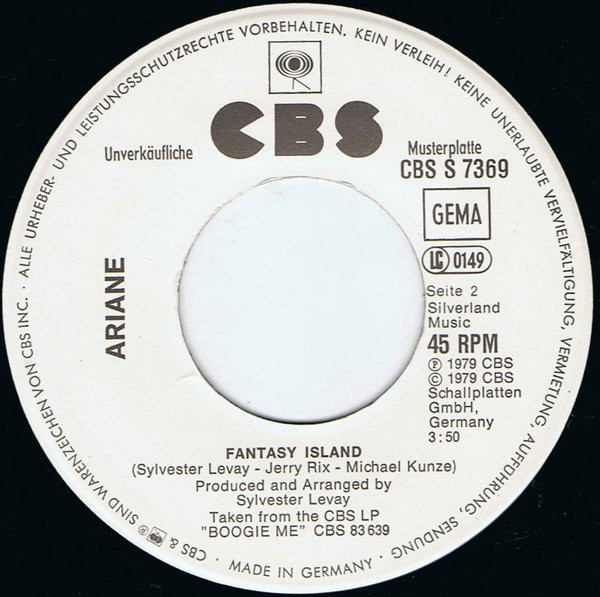 ALLE URHEBER- UND LEISTUNGSSCHUTZRECHTE VORBEHALTEN. KEIN VERLEIH! KEINE UNERLAUBTE VERVIELFÄLTIGUNG, VERMIETUNG, AUFFÜHRUNG, SENDUNG
CBS
Unverkäufliche
Musterplatte
CBS S 7369
GEMA
LC 0149
ARIANE
Seite 2
Silverland
Music
45 RPM
℗ 1979 CBS
© 1979 CBS
Schallplatten
GmbH,
Germany
3:50
FANTASY ISLAND
(Sylvester Levay - Jerry Rix - Michael Kunze)
Produced and Arranged by
Sylvester Levay
Taken from the CBS LP
"BOOGIE ME" CBS 83639
CBS & ® SIND WARENZEICHEN VON CBS INC.
MADE IN GERMANY